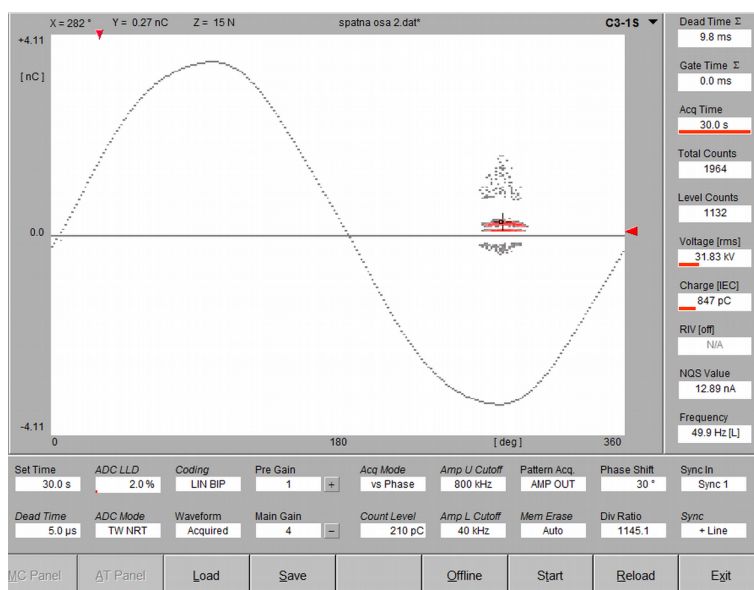 X = 282 °   Y = 0.27 nC   Z = 15 N   spatna osa 2.dat*   C3-1S
+4.11
[ nC ]
0.0
-4.11
0   180   [ deg ]   360
Dead Time Σ
9.8 ms
Gate Time Σ
0.0 ms
Acq Time
30.0 s
Total Counts
1964
Level Counts
1132
Voltage [rms]
31.83 kV
Charge [IEC]
847 pC
RIV [off]
N/A
NQS Value
12.89 nA
Frequency
49.9 Hz [L]
Set Time   ADC LLD   Coding   Pre Gain   Acq Mode   Amp U Cutoff   Pattern Acq.   Phase Shift   Sync In
30.0 s   2.0 %   LIN BIP   1   +   vs Phase   800 kHz   AMP OUT   30 °   Sync 1
Dead Time   ADC Mode   Waveform   Main Gain   Count Level   Amp L Cutoff   Mem Erase   Div Ratio   Sync
5.0 µs   TW NRT   Acquired   4   –   210 pC   40 kHz   Auto   1145.1   + Line
MC Panel   AT Panel   Load   Save   Offline   Start   Reload   Exit